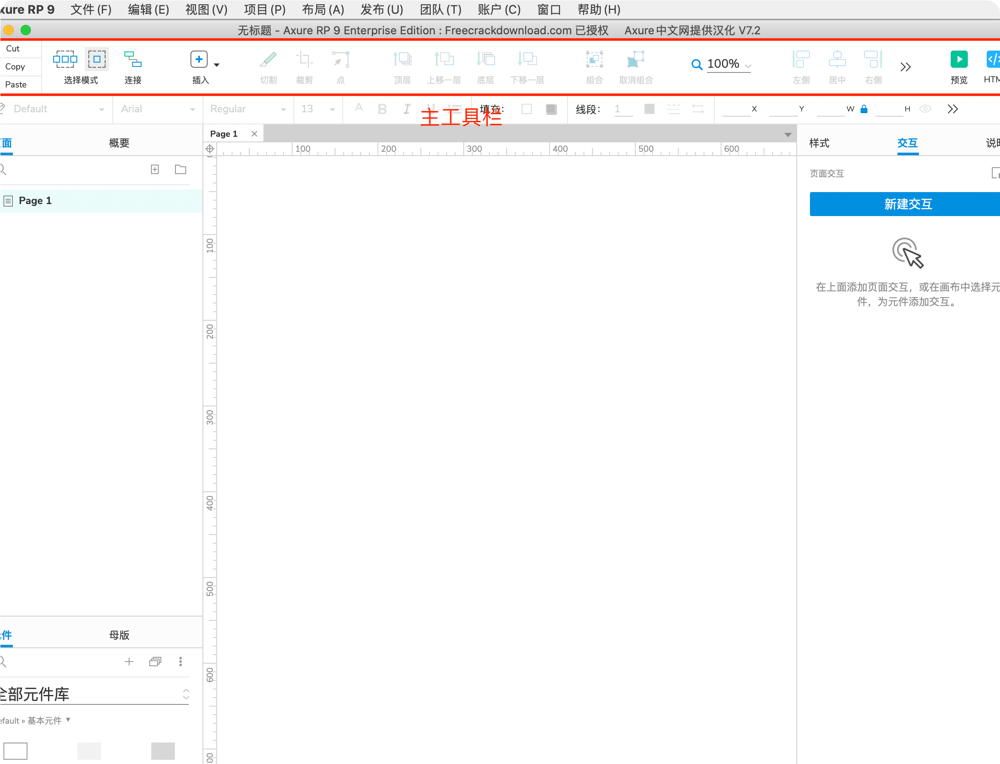 xure RP 9 文件(F) 编辑(E) 视图(V) 项目(P) 布局(A) 发布(U) 团队(T) 账户(C) 窗口 帮助(H)
无标题 - Axure RP 9 Enterprise Edition : Freecrackdownload.com 已授权 Axure中文网提供汉化 V7.2
Cut
Copy
Paste
选择模式 连接 插入 切割 裁剪 点 顶层 上移一层 底层 下移一层 组合 取消组合 100% 左侧 居中 右侧 预览 HTM
Default Arial Regular 13 A B I U 填充: 线段: 1 X Y W H
主工具栏
面 概要
Page 1
100 200 300 400 500 600
样式 交互 说明
页面交互
Page 1
新建交互
在上面添加页面交互，或在画布中选择元
件，为元件添加交互。
0
100
200
300
400
500
600
件 母版
全部元件库
efault » 基本元件